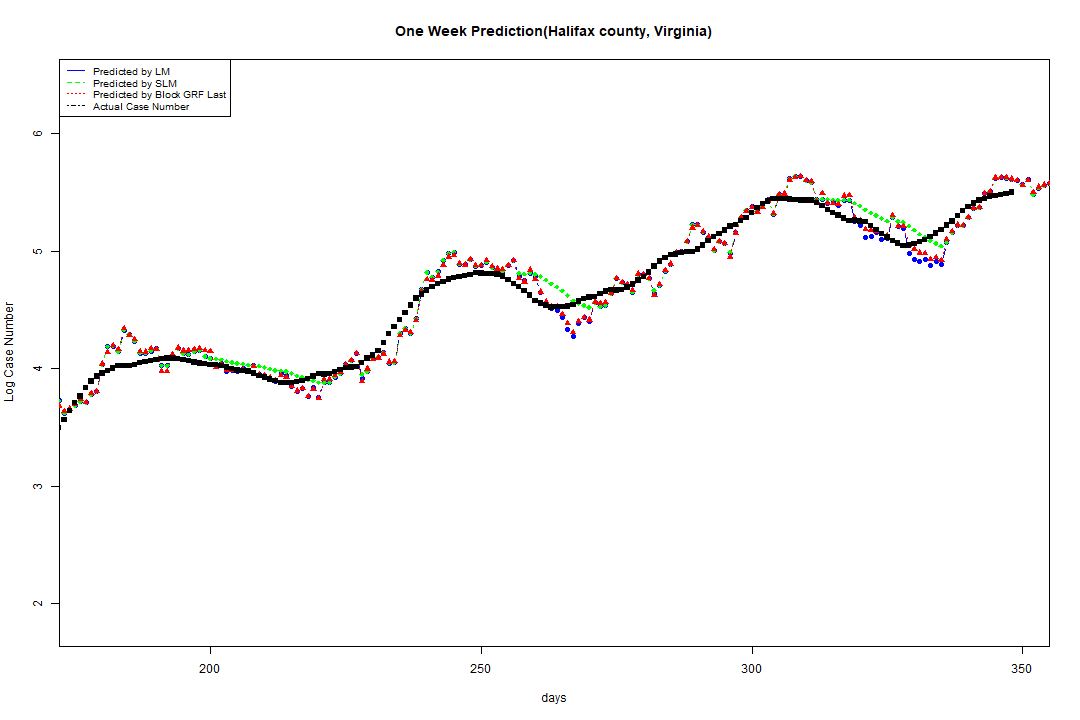 One Week Prediction(Halifax county, Virginia)
Predicted by LM
Predicted by SLM
Predicted by Block GRF Last
Actual Case Number
6
5
4
3
2
Log Case Number
200 250 300 350
days